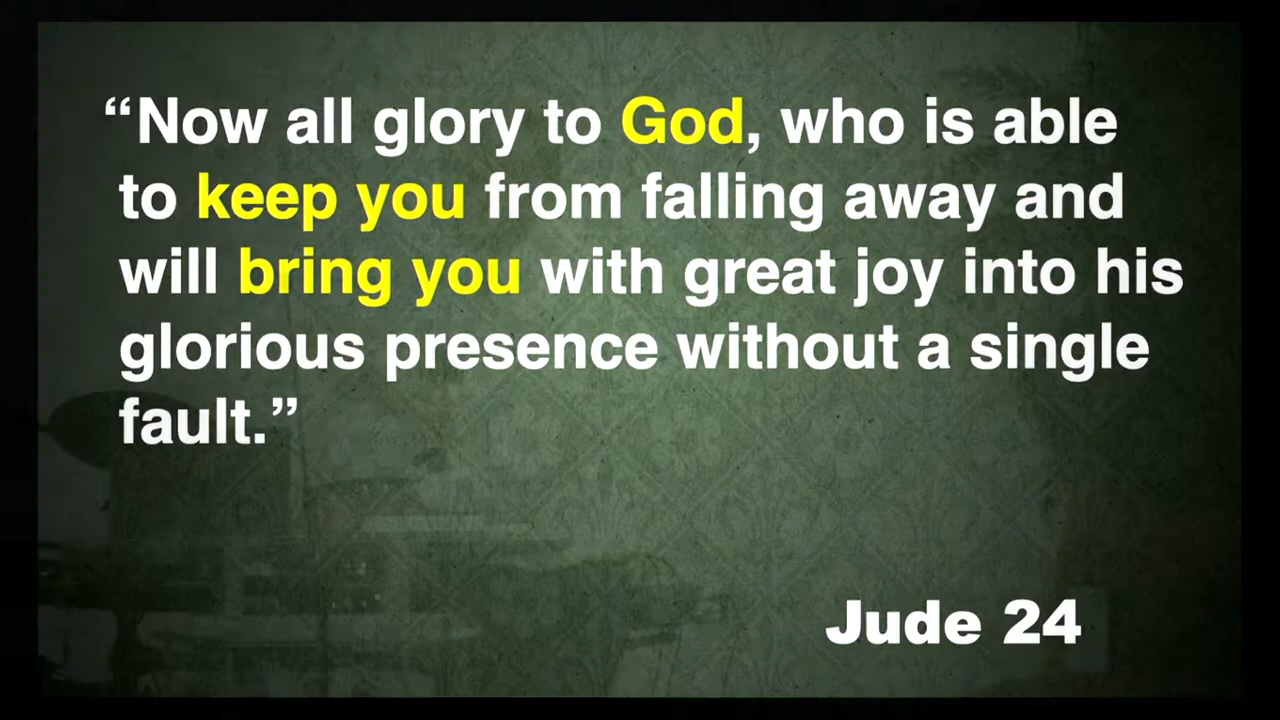 “Now all glory to God, who is able
to keep you from falling away and
will bring you with great joy into his
glorious presence without a single
fault.”
Jude 24